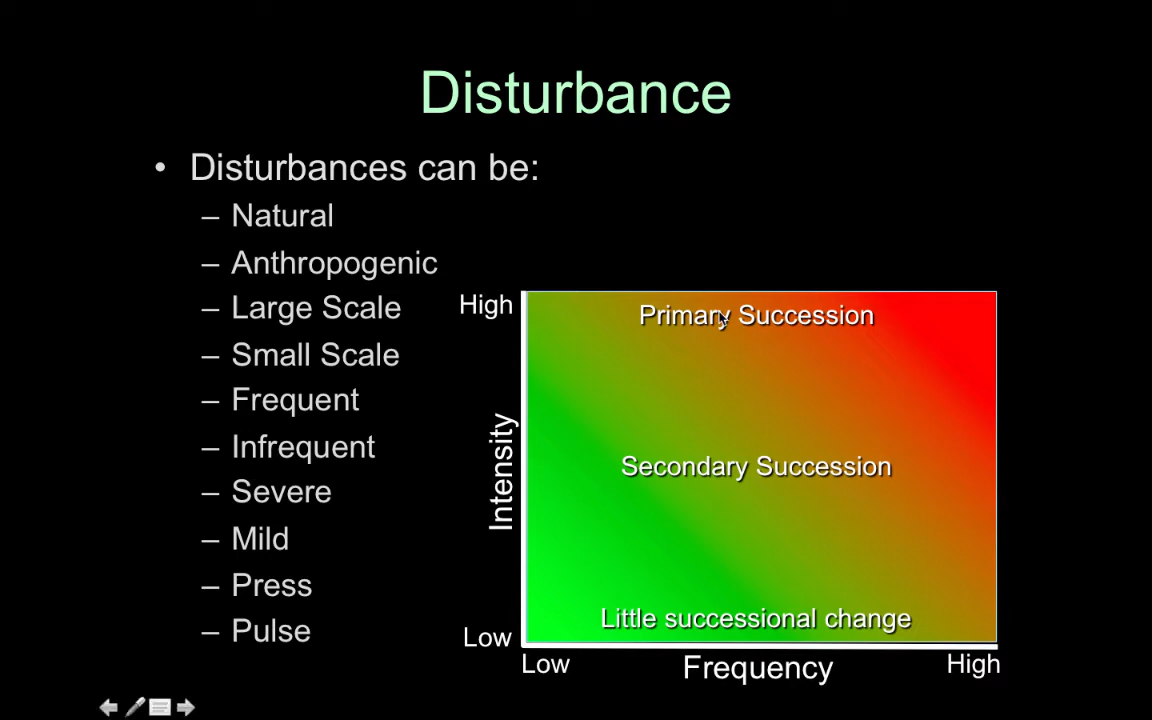 Disturbance
• Disturbances can be:
– Natural
– Anthropogenic
– Large Scale
– Small Scale
– Frequent
– Infrequent
– Severe
– Mild
– Press
– Pulse
High
Primary Succession
Intensity
Secondary Succession
Little successional change
Low
Low
Frequency
High